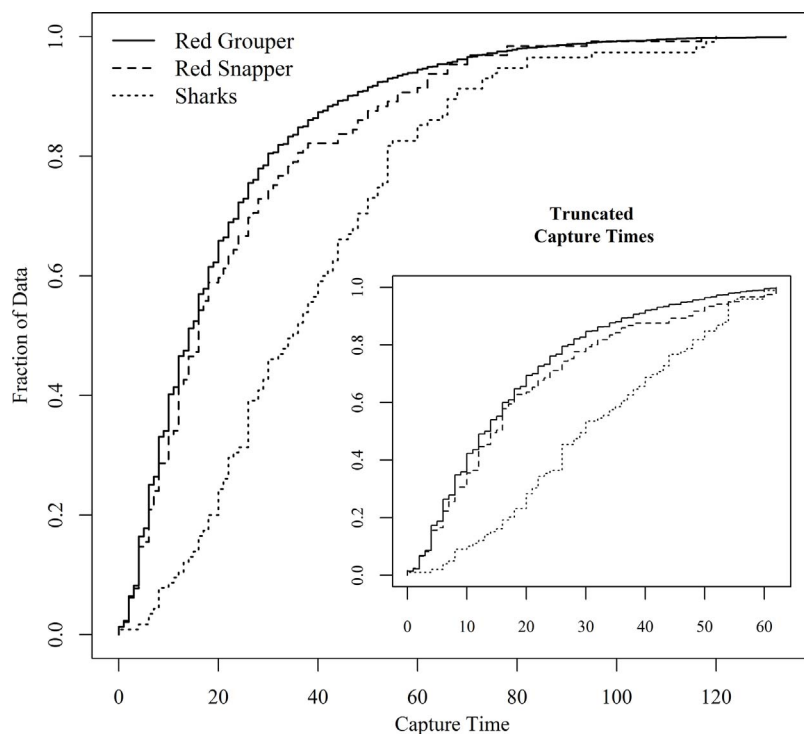 Red Grouper
Red Snapper
Sharks
Fraction of Data
1.0
0.8
0.6
0.4
0.2
0.0
0 20 40 60 80 100 120
Capture Time
Truncated
Capture Times
1.0
0.8
0.6
0.4
0.2
0.0
0 10 20 30 40 50 60